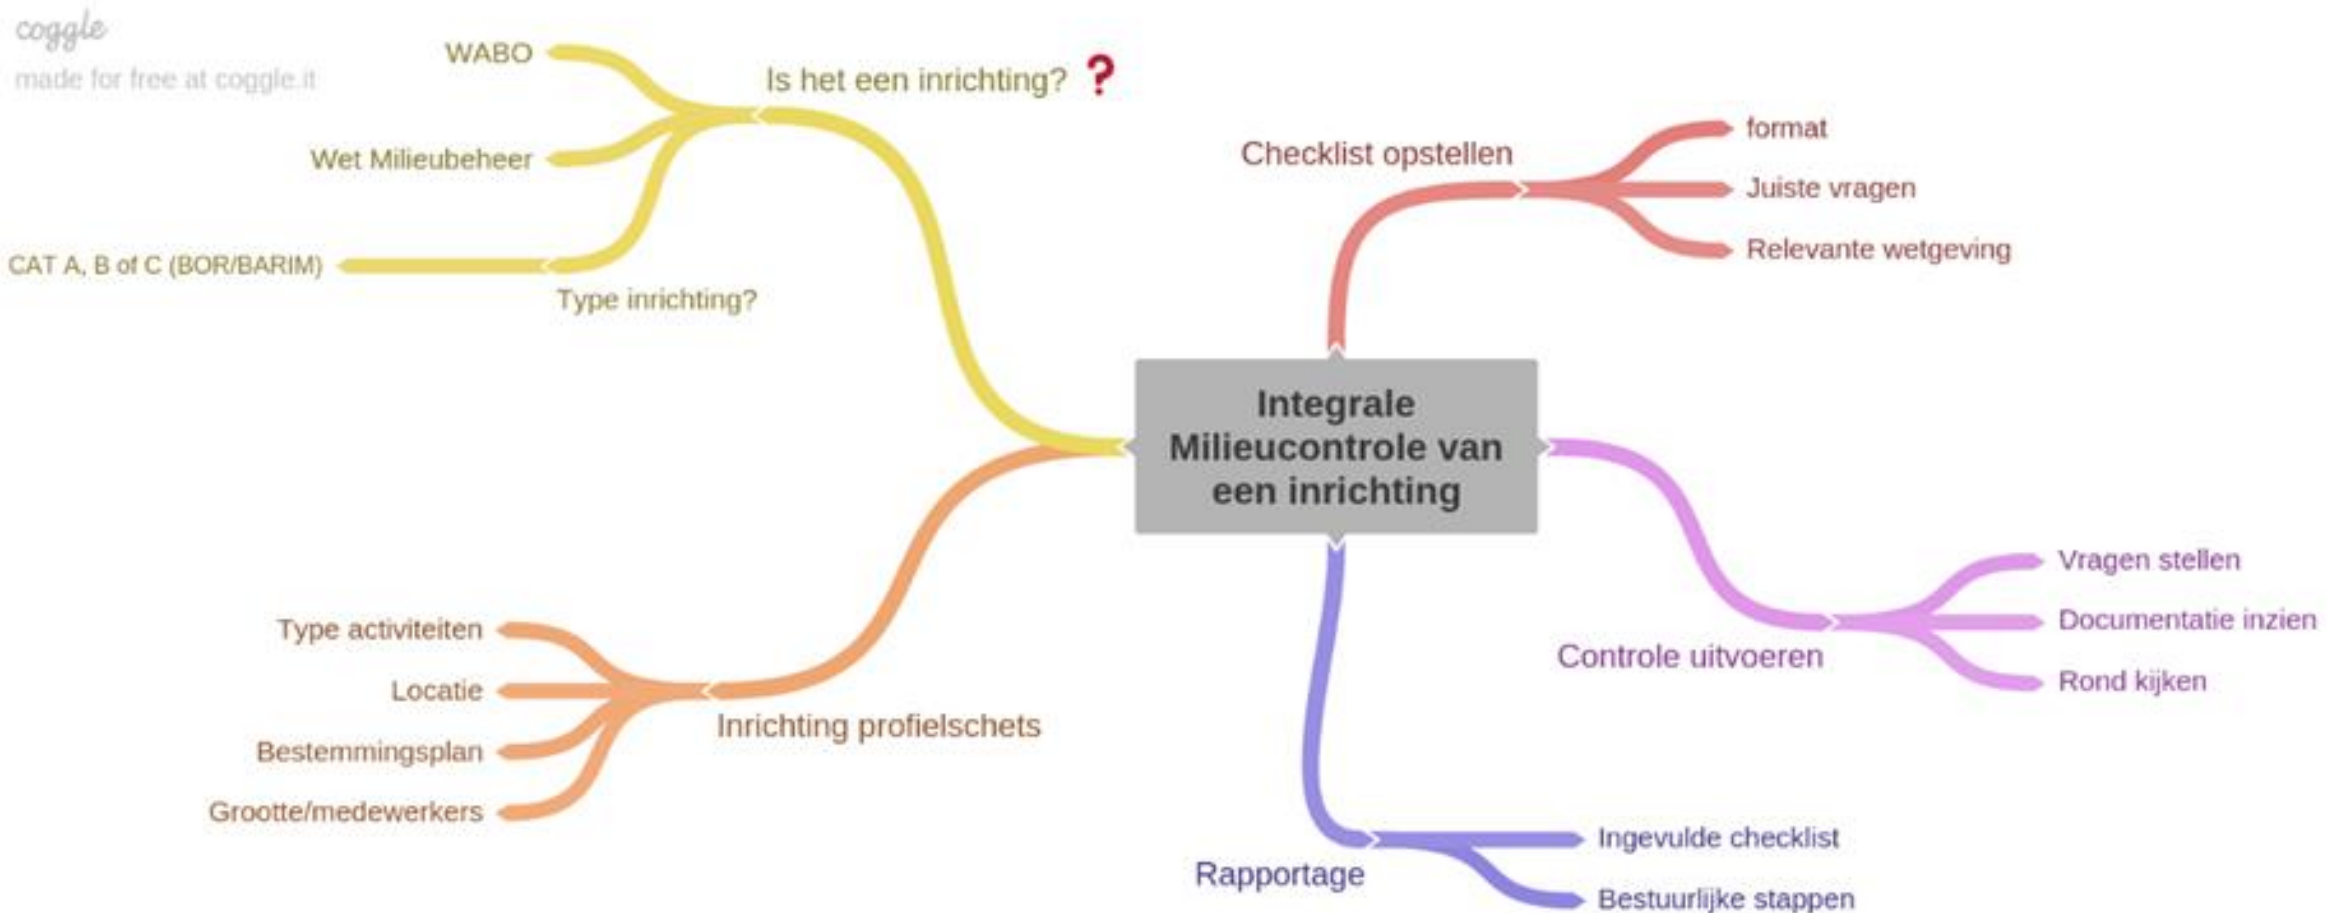 coggle
made for free at coggle.it
WABO
Is het een inrichting? ?
Wet Milieubeheer
CAT A, B of C (BOR/BARIM)
Type inrichting?
Checklist opstellen
format
Juiste vragen
Relevante wetgeving
Integrale
Milieucontrole van
een inrichting
Type activiteiten
Locatie
Bestemmingsplan
Grootte/medewerkers
Inrichting profielschets
Controle uitvoeren
Vragen stellen
Documentatie inzien
Rond kijken
Rapportage
Ingevulde checklist
Bestuurlijke stappen